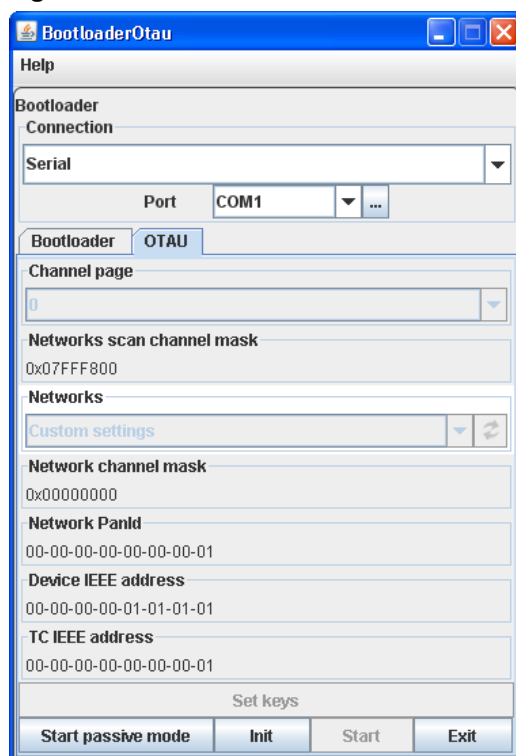 BootloaderOtau
Help
Bootloader
Connection
Serial
Port COM1 ...
Bootloader OTAU
Channel page
0
Networks scan channel mask
0x07FFF800
Networks
Custom settings
Network channel mask
0x00000000
Network PanId
00-00-00-00-00-00-00-01
Device IEEE address
00-00-00-00-01-01-01-01
TC IEEE address
00-00-00-00-00-00-00-01
Set keys
Start passive mode Init Start Exit